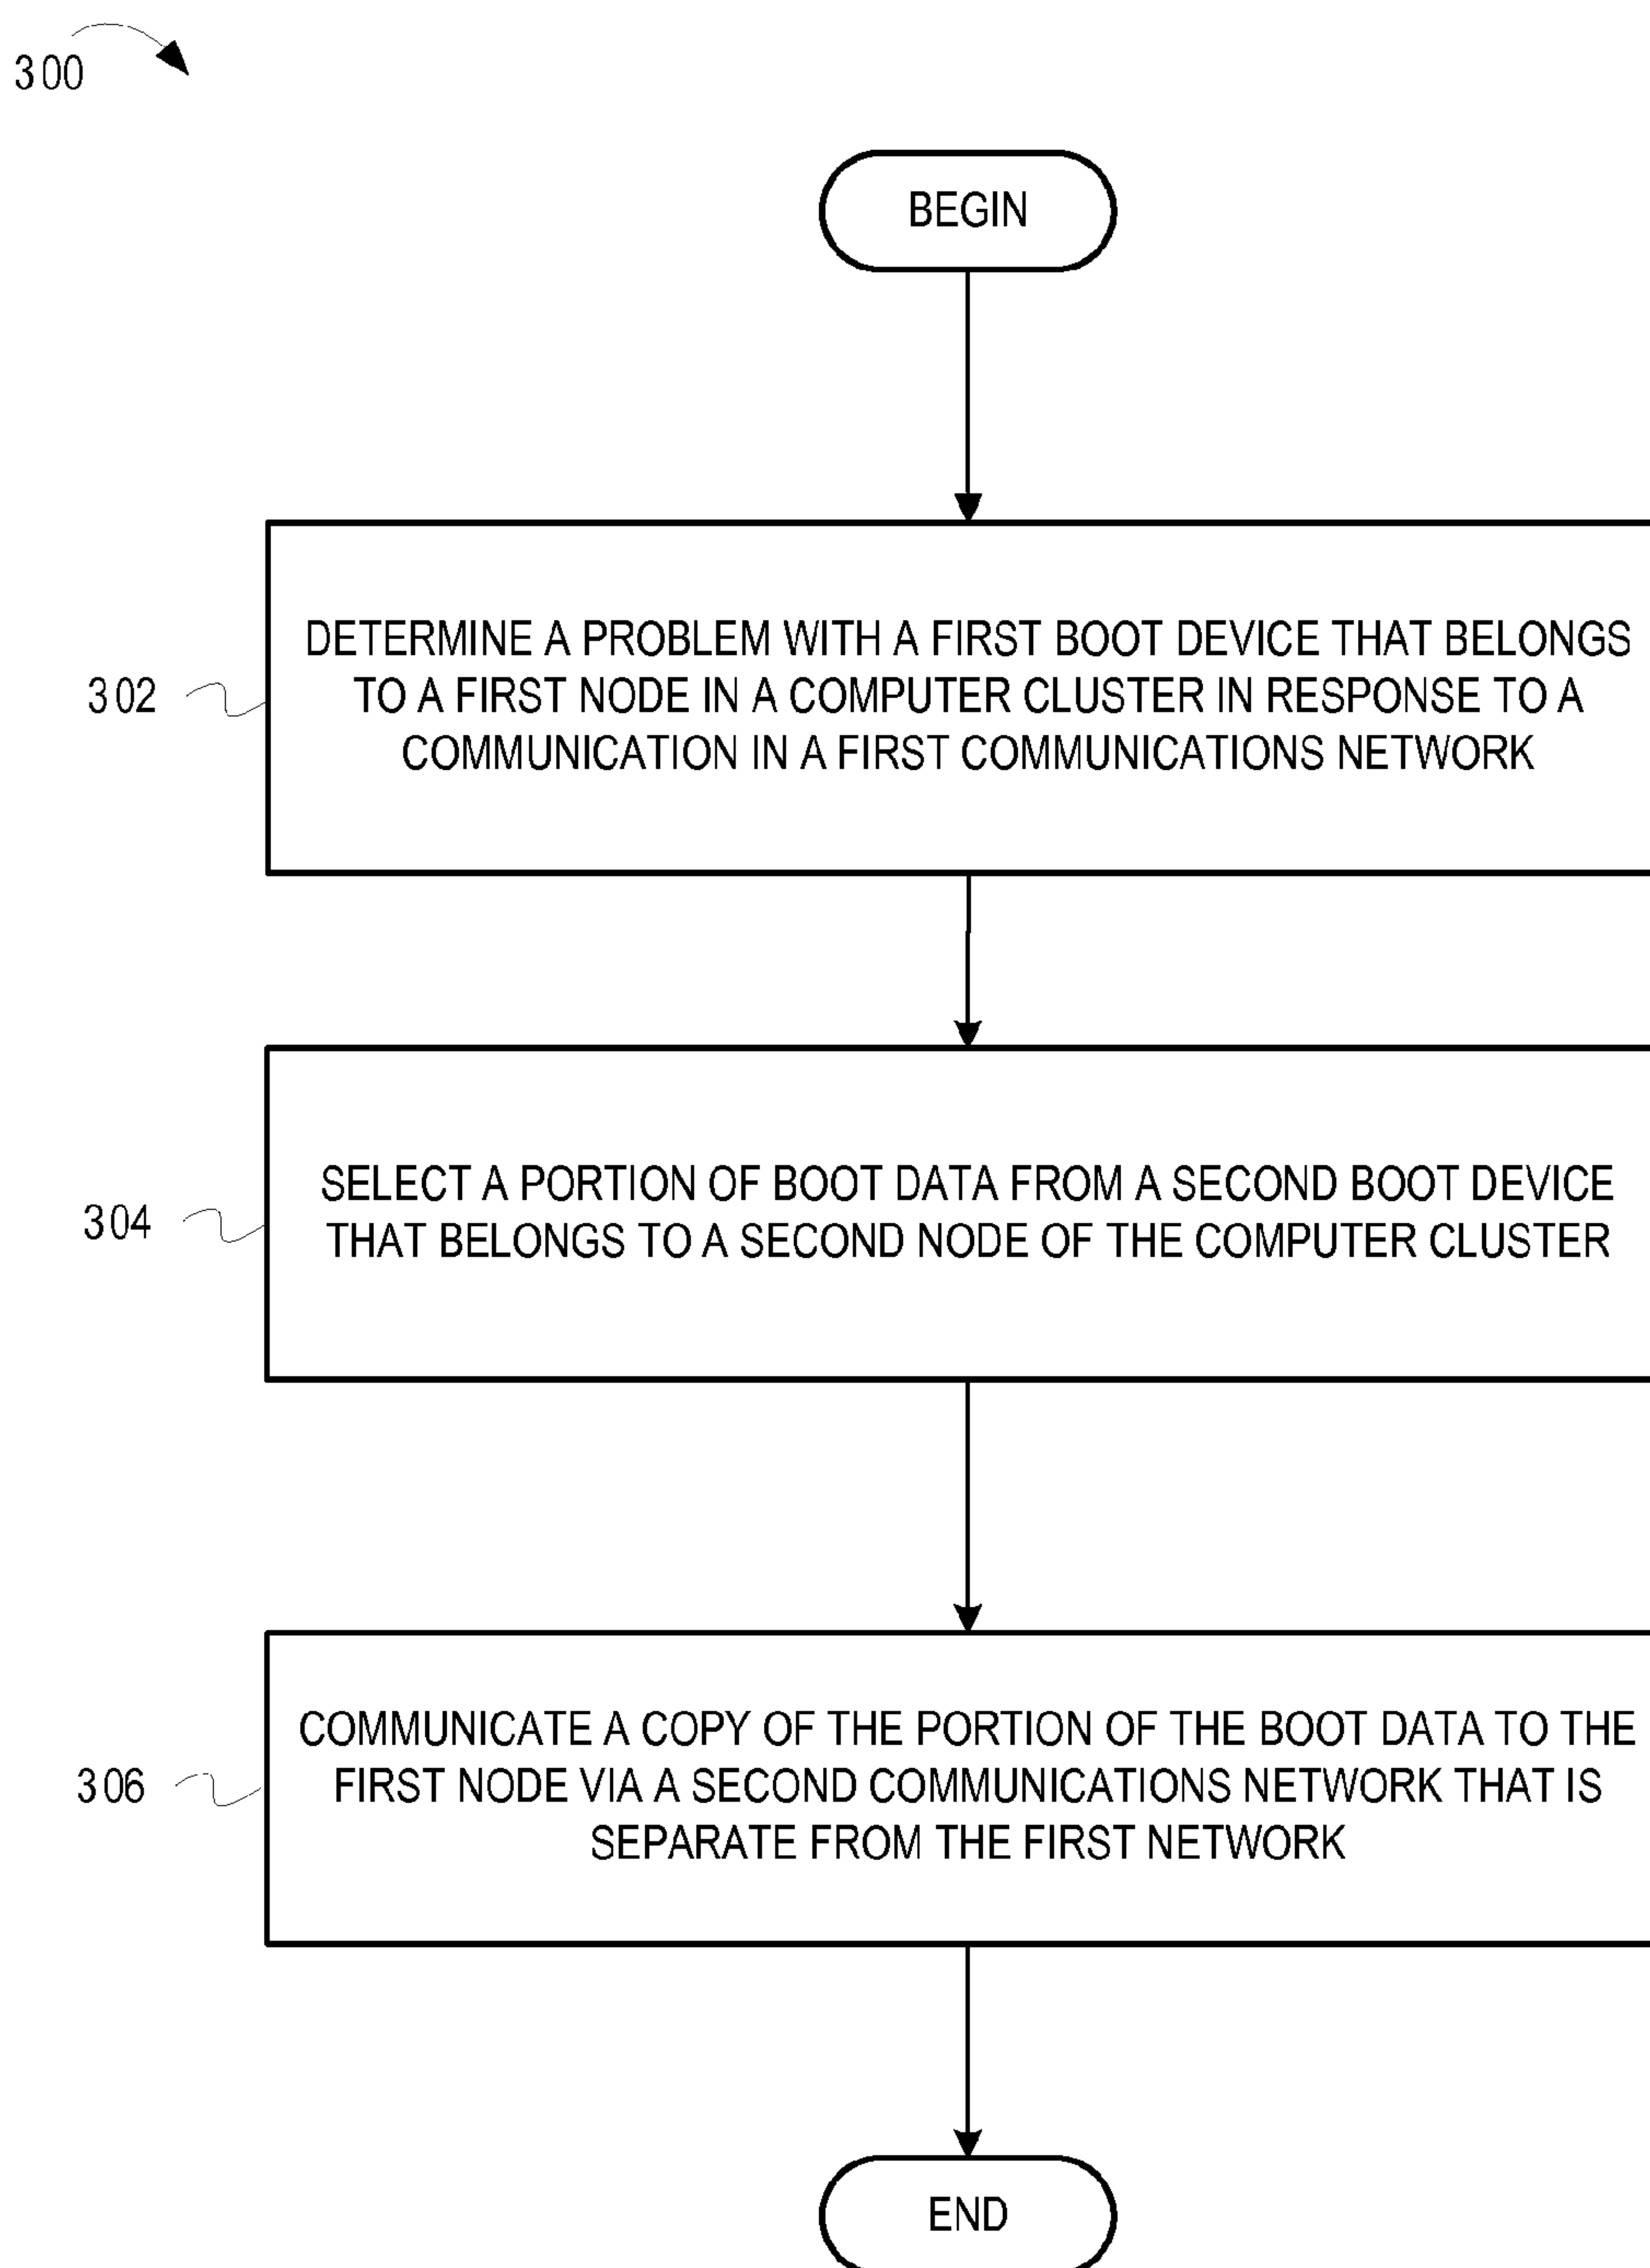 300
BEGIN
DETERMINE A PROBLEM WITH A FIRST BOOT DEVICE THAT BELONGS
TO A FIRST NODE IN A COMPUTER CLUSTER IN RESPONSE TO A
COMMUNICATION IN A FIRST COMMUNICATIONS NETWORK
302
SELECT A PORTION OF BOOT DATA FROM A SECOND BOOT DEVICE
THAT BELONGS TO A SECOND NODE OF THE COMPUTER CLUSTER
304
COMMUNICATE A COPY OF THE PORTION OF THE BOOT DATA TO THE
FIRST NODE VIA A SECOND COMMUNICATIONS NETWORK THAT IS
SEPARATE FROM THE FIRST NETWORK
306
END